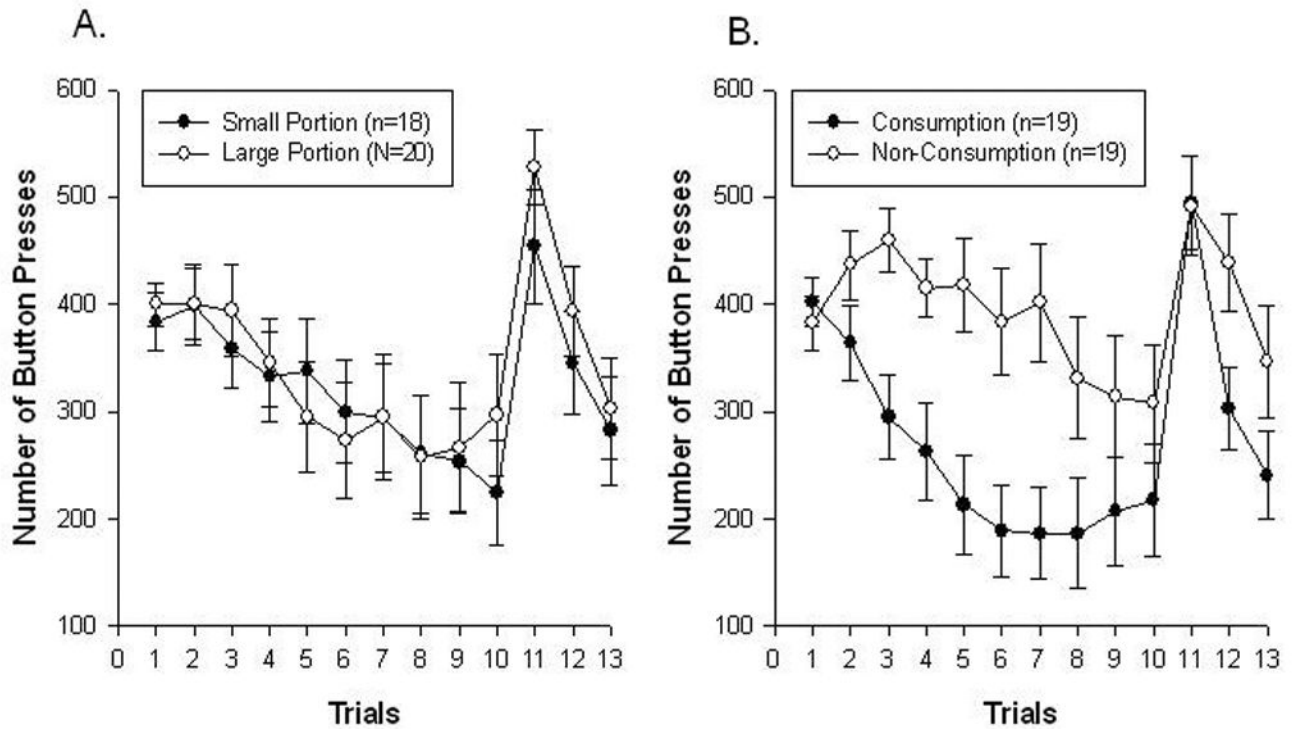 A.
Number of Button Presses
600
500
400
300
200
100
Small Portion (n=18)
Large Portion (N=20)
0 1 2 3 4 5 6 7 8 9 10 11 12 13
Trials
B.
Number of Button Presses
600
500
400
300
200
100
Consumption (n=19)
Non-Consumption (n=19)
0 1 2 3 4 5 6 7 8 9 10 11 12 13
Trials